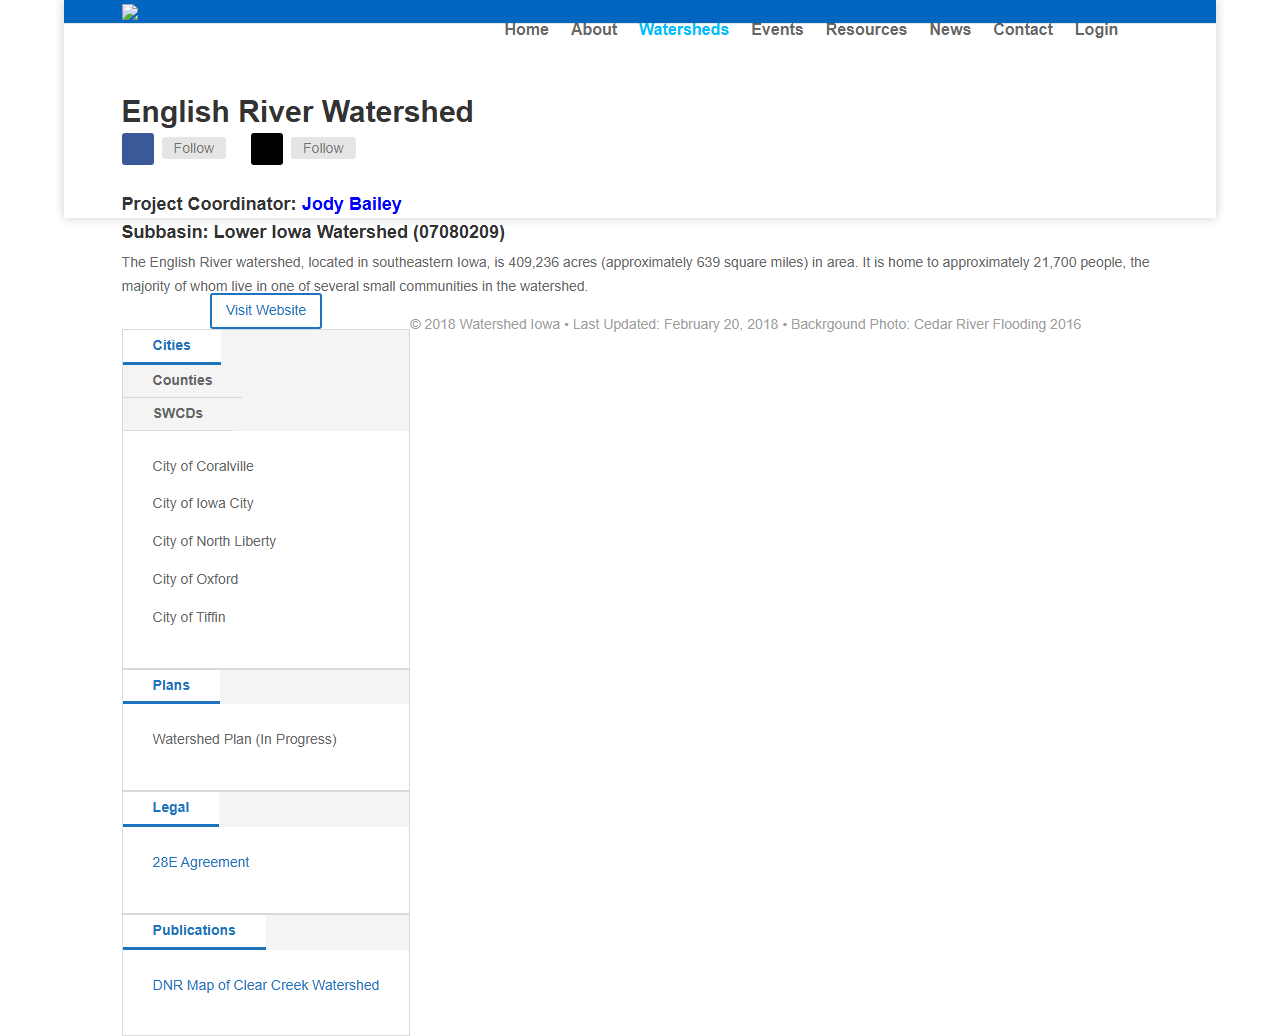 Home About Watersheds Events Resources News Contact Login
English River Watershed
Follow Follow
Project Coordinator: Jody Bailey
Subbasin: Lower Iowa Watershed (07080209)
The English River watershed, located in southeastern Iowa, is 409,236 acres (approximately 639 square miles) in area. It is home to approximately 21,700 people, the
majority of whom live in one of several small communities in the watershed.
Visit Website
© 2018 Watershed Iowa • Last Updated: February 20, 2018 • Backrgound Photo: Cedar River Flooding 2016
Cities
Counties
SWCDs
City of Coralville
City of Iowa City
City of North Liberty
City of Oxford
City of Tiffin
Plans
Watershed Plan (In Progress)
Legal
28E Agreement
Publications
DNR Map of Clear Creek Watershed